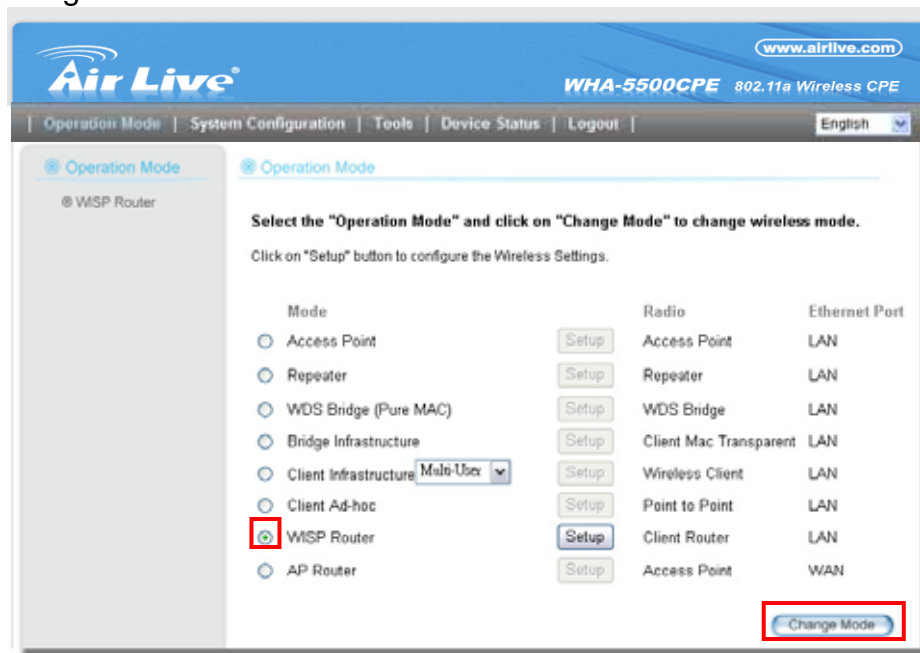 www.airlive.com
Air Live®
WHA-5500CPE 802.11a Wireless CPE
| Operation Mode | System Configuration | Tools | Device Status | Logout | English
Operation Mode
WISP Router
Operation Mode
Select the "Operation Mode" and click on "Change Mode" to change wireless mode.
Click on "Setup" button to configure the Wireless Settings.
Mode Radio Ethernet Port
Access Point Setup Access Point LAN
Repeater Setup Repeater LAN
WDS Bridge (Pure MAC) Setup WDS Bridge LAN
Bridge Infrastructure Setup Client Mac Transparent LAN
Client Infrastructure Multi-User Setup Wireless Client LAN
Client Ad-hoc Setup Point to Point LAN
WISP Router Setup Client Router LAN
AP Router Setup Access Point WAN
Change Mode